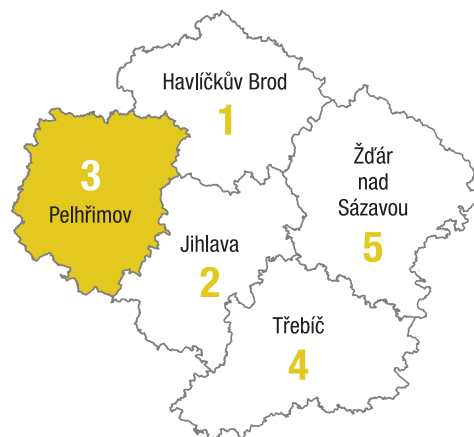 Havlíčkův Brod
1
3
Pelhřimov
Žďár
nad
Sázavou
5
Jihlava
2
Třebíč
4